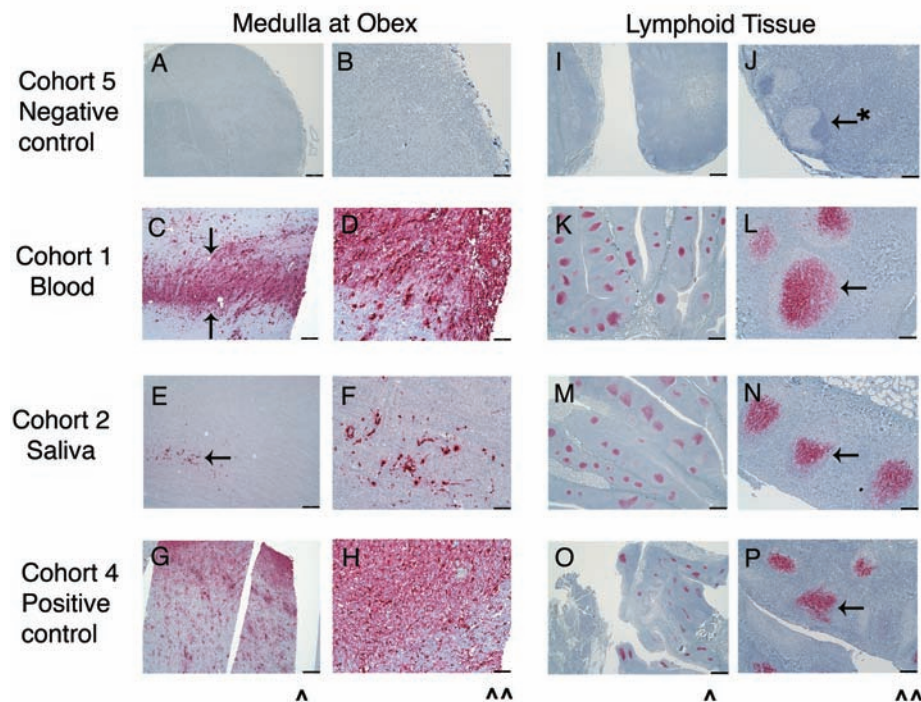 Medulla at Obex Lymphoid Tissue
Cohort 5
Negative
control
A B I J
*
Cohort 1
Blood
C D K L
Cohort 2
Saliva
E F M N
Cohort 4
Positive
control
G H O P
^ ^^ ^ ^^